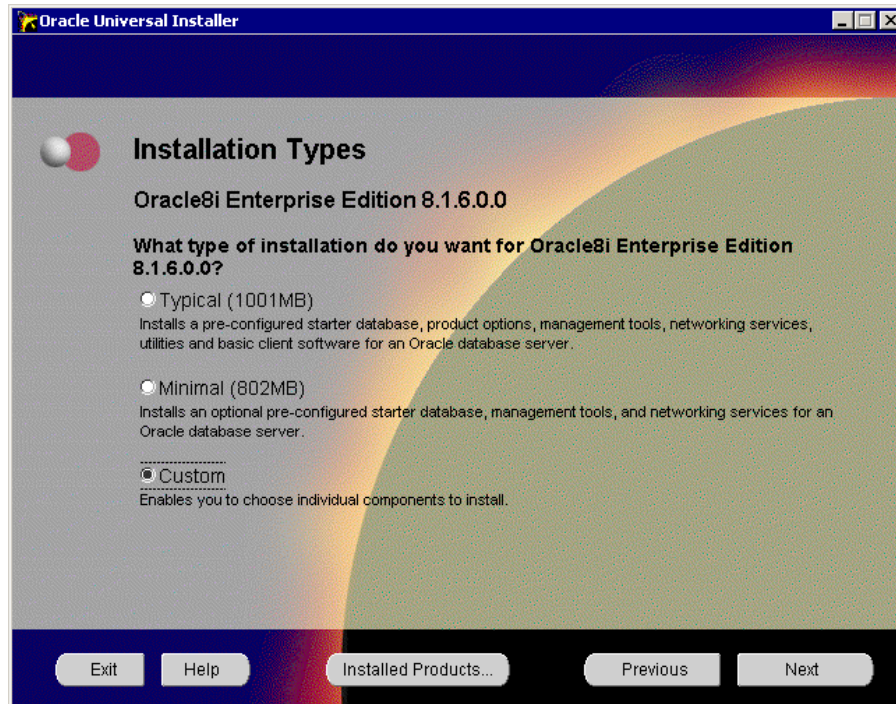 Oracle Universal Installer
Installation Types
Oracle8i Enterprise Edition 8.1.6.0.0
What type of installation do you want for Oracle8i Enterprise Edition
8.1.6.0.0?
Typical (1001MB)
Installs a pre-configured starter database, product options, management tools, networking services,
utilities and basic client software for an Oracle database server.
Minimal (802MB)
Installs an optional pre-configured starter database, management tools, and networking services for an
Oracle database server.
Custom
Enables you to choose individual components to install.
Exit Help Installed Products... Previous Next